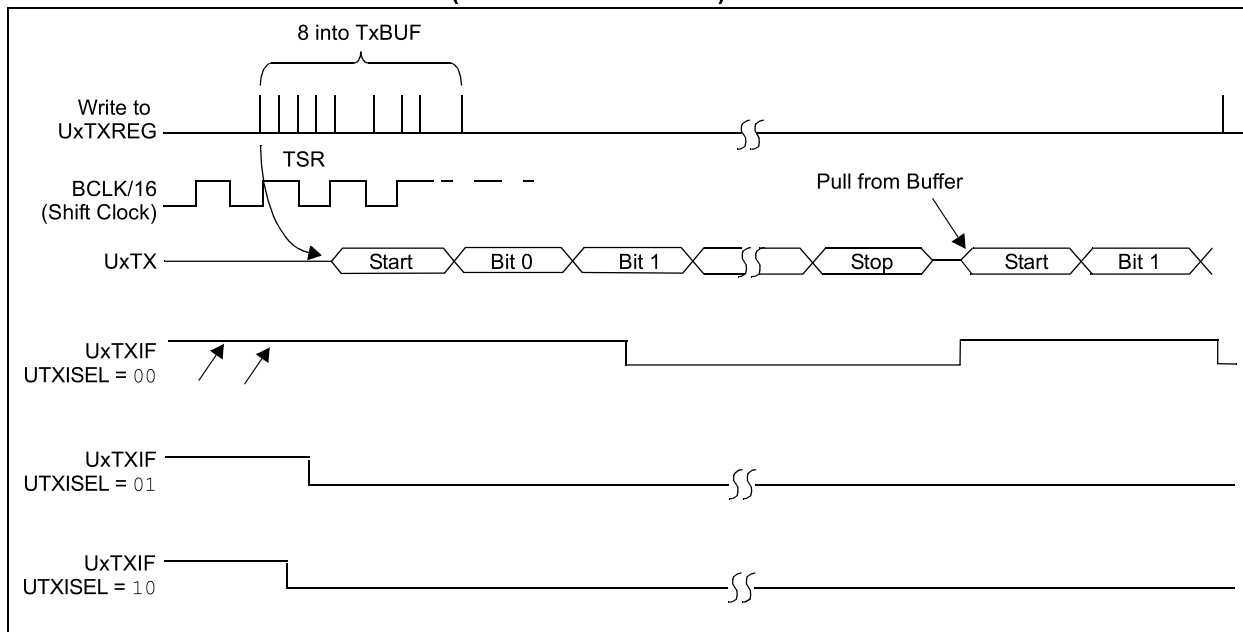 8 into TxBUF
Write to
UxTXREG
TSR
BCLK/16
(Shift Clock)
Pull from Buffer
UxTX
Start
Bit 0
Bit 1
Stop
Start
Bit 1
UxTXIF
UTXISEL = 00
UxTXIF
UTXISEL = 01
UxTXIF
UTXISEL = 10